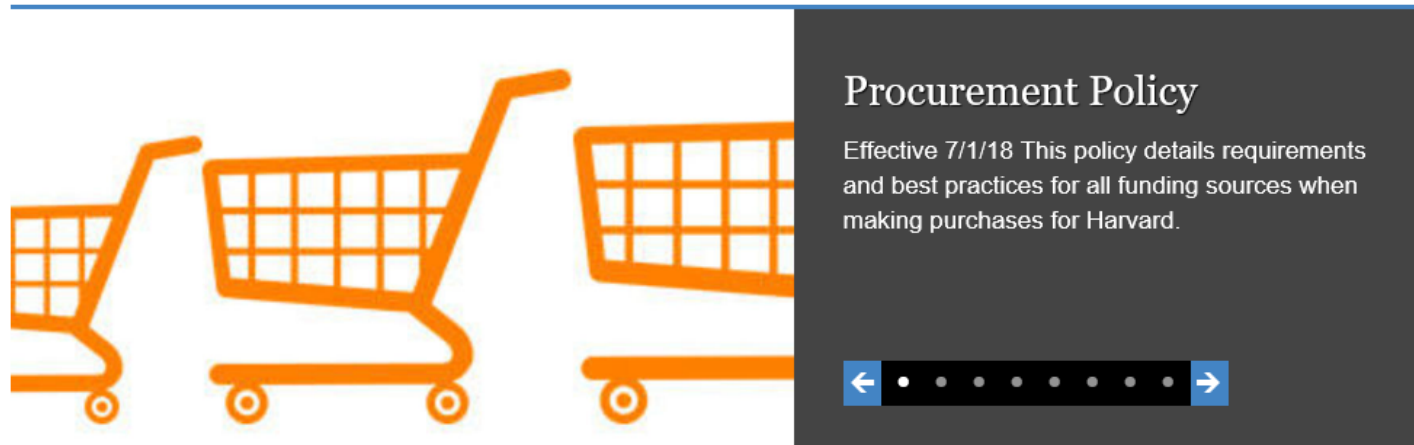 Procurement Policy
Effective 7/1/18 This policy details requirements
and best practices for all funding sources when
making purchases for Harvard.